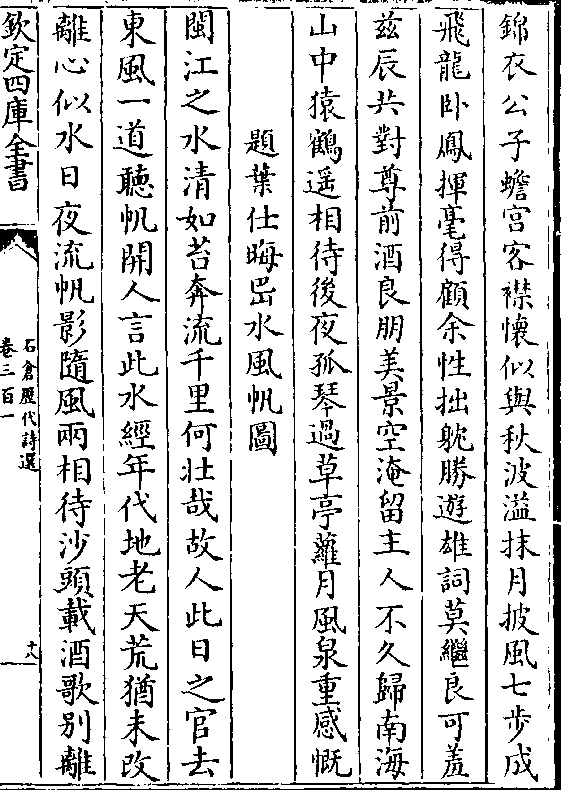 錦衣公子蟾宫客襟懷似與秋波溢抹月披風七步成
飛龍卧鳳揮毫得顧余性拙躭勝遊雄詞莫繼良可羞
兹辰共對尊前酒良朋美景空淹留主人不久歸南海
山中猿鶴遥相待後夜孤琴過草亭蘿月風泉重感慨
題葉仕晦岊水風帆圖
閩江之水清如苔奔流千里何壯哉故人此日之官去
東風一道聽帆開人言此水經年代地老天荒猶未改
離心似水日夜流帆影隨風兩相待沙頭載酒歌别離
欽定四庫全書
石倉歷代詩選
卷三百一
十八